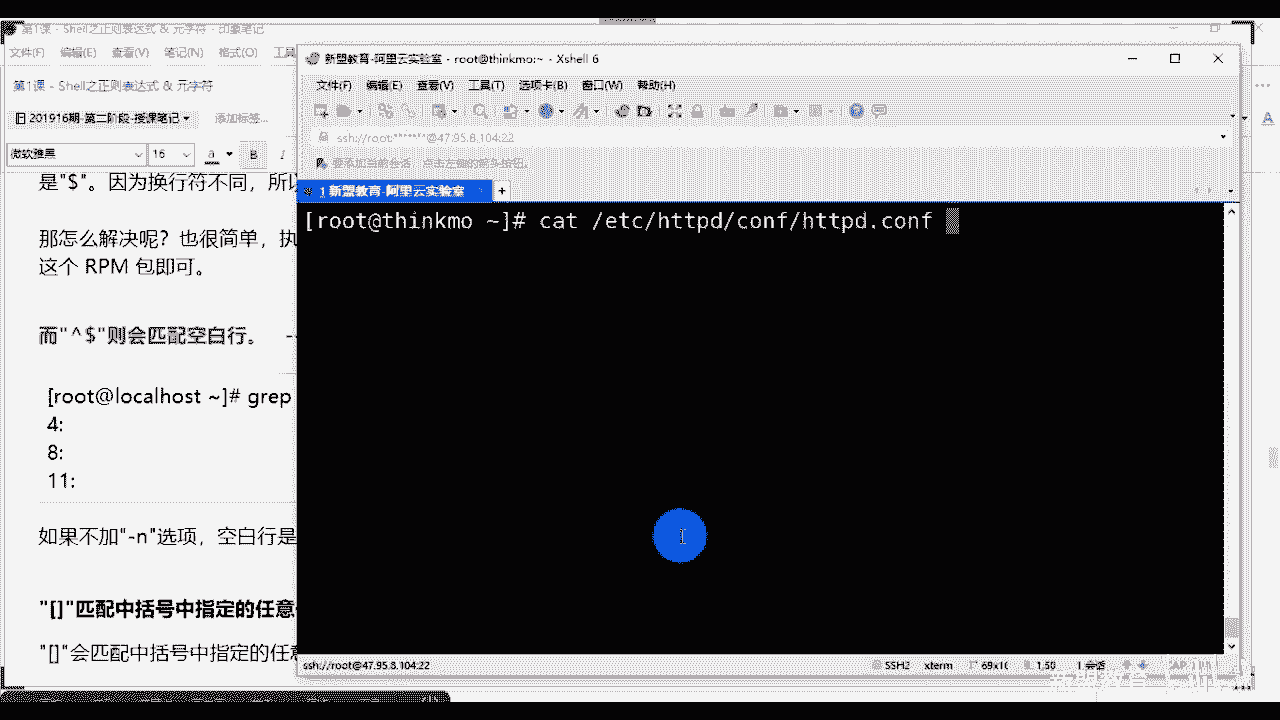 第1课 - Shell之正则表达式 & 元字符 - 印象笔记
文件(F) 编辑(E) 查看(V) 笔记(N) 格式(O) 工具
第1课 - Shell之正则表达式 & 元字符
201916期-第二阶段-授课笔记 添加标签...
微软雅黑 16 a B I
是"$"。因为换行符不同，所以
那怎么解决呢？也很简单，执
这个 RPM 包即可。
而"^$"则会匹配空白行。
[root@localhost ~]# grep
4:
8:
11:
如果不加"-n"选项，空白行是
"[]"匹配中括号中指定的任意
"[]"会匹配中括号中指定的任意
新盟教育-阿里云实验室 - root@thinkmo:~ - Xshell 6
文件(F) 编辑(E) 查看(V) 工具(T) 选项卡(B) 窗口(W) 帮助(H)
ssh://root:******@47.95.8.104:22
要添加当前会话，点击左侧的箭头按钮。
1 新盟教育-阿里云实验室 +
[root@thinkmo ~]# cat /etc/httpd/conf/httpd.conf
ssh://root@47.95.8.104:22 SSH2 xterm 1 会话